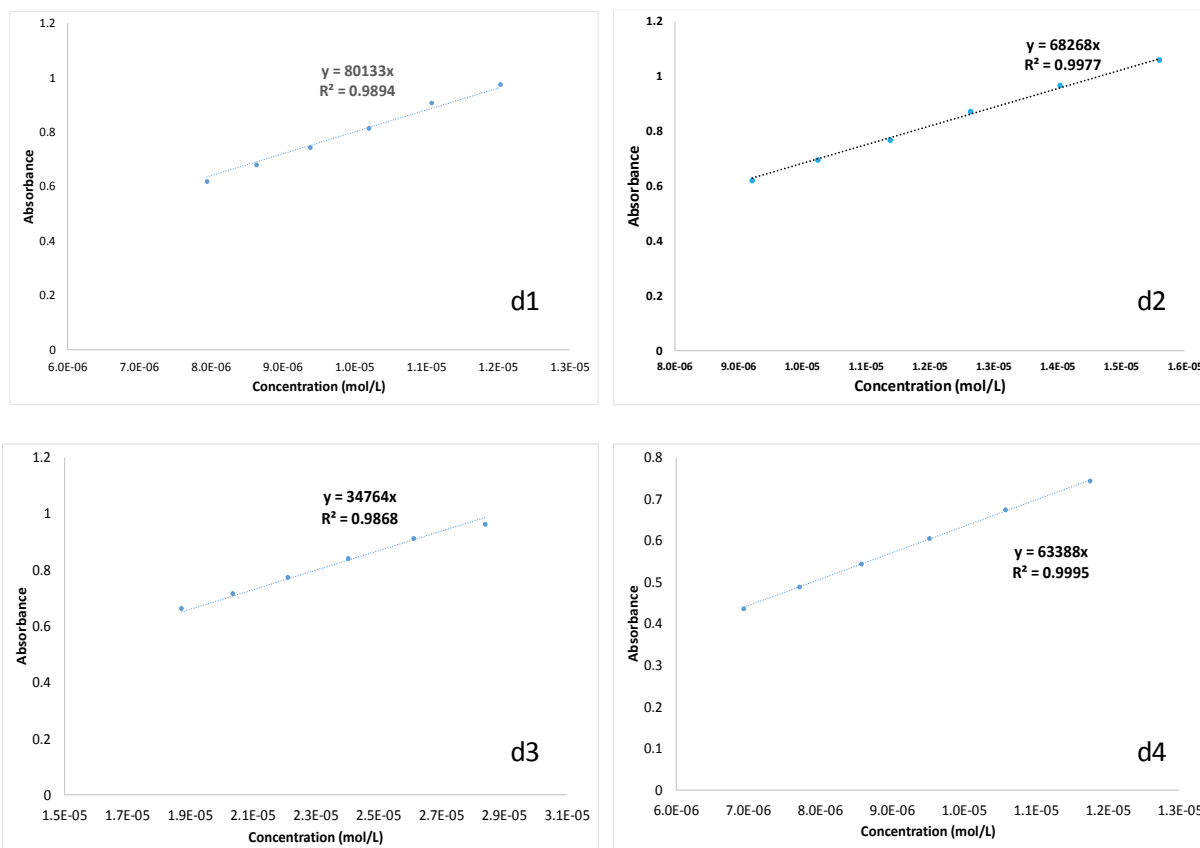 1.2
1
0.8
0.6
0.4
0.2
0
Absorbance
y = 80133x
R² = 0.9894
d1
6.0E-06 7.0E-06 8.0E-06 9.0E-06 1.0E-05 1.1E-05 1.2E-05 1.3E-05
Concentration (mol/L)
1.2
1
0.8
0.6
0.4
0.2
0
Absorbance
y = 68268x
R² = 0.9977
d2
8.0E-06 9.0E-06 1.0E-05 1.1E-05 1.2E-05 1.3E-05 1.4E-05 1.5E-05 1.6E-05
Concentration (mol/L)
1.2
1
0.8
0.6
0.4
0.2
0
Absorbance
y = 34764x
R² = 0.9868
d3
1.5E-05 1.7E-05 1.9E-05 2.1E-05 2.3E-05 2.5E-05 2.7E-05 2.9E-05 3.1E-05
Concentration (mol/L)
0.8
0.7
0.6
0.5
0.4
0.3
0.2
0.1
0
Absorbance
y = 63388x
R² = 0.9995
d4
6.0E-06 7.0E-06 8.0E-06 9.0E-06 1.0E-05 1.1E-05 1.2E-05 1.3E-05
Concentration (mol/L)